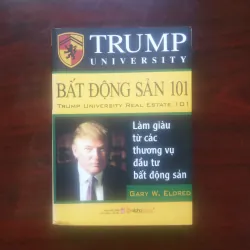 TRUMP
UNIVERSITY
BẤT ĐỘNG SẢN 101
TRUMP UNIVERSITY REAL ESTATE 101
Làm giàu
từ các
thương vụ
đầu tư
bất động sản
GARY W. ELDRED